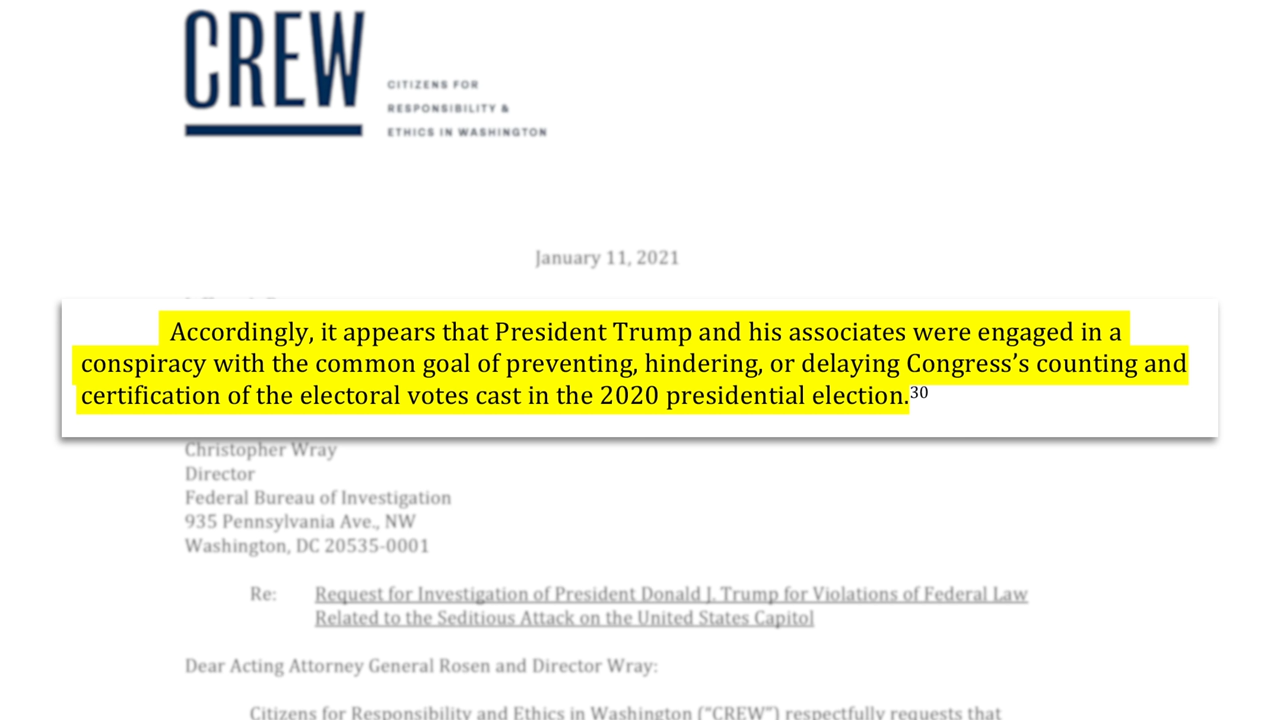 CREW
CITIZENS FOR
RESPONSIBILITY &
ETHICS IN WASHINGTON
January 11, 2021
Accordingly, it appears that President Trump and his associates were engaged in a
conspiracy with the common goal of preventing, hindering, or delaying Congress’s counting and
certification of the electoral votes cast in the 2020 presidential election.30
Christopher Wray
Director
Federal Bureau of Investigation
935 Pennsylvania Ave., NW
Washington, DC 20535-0001
Re: Request for Investigation of President Donald J. Trump for Violations of Federal Law
Related to the Seditious Attack on the United States Capitol
Dear Acting Attorney General Rosen and Director Wray:
Citizens for Responsibility and Ethics in Washington (“CREW”) respectfully requests that